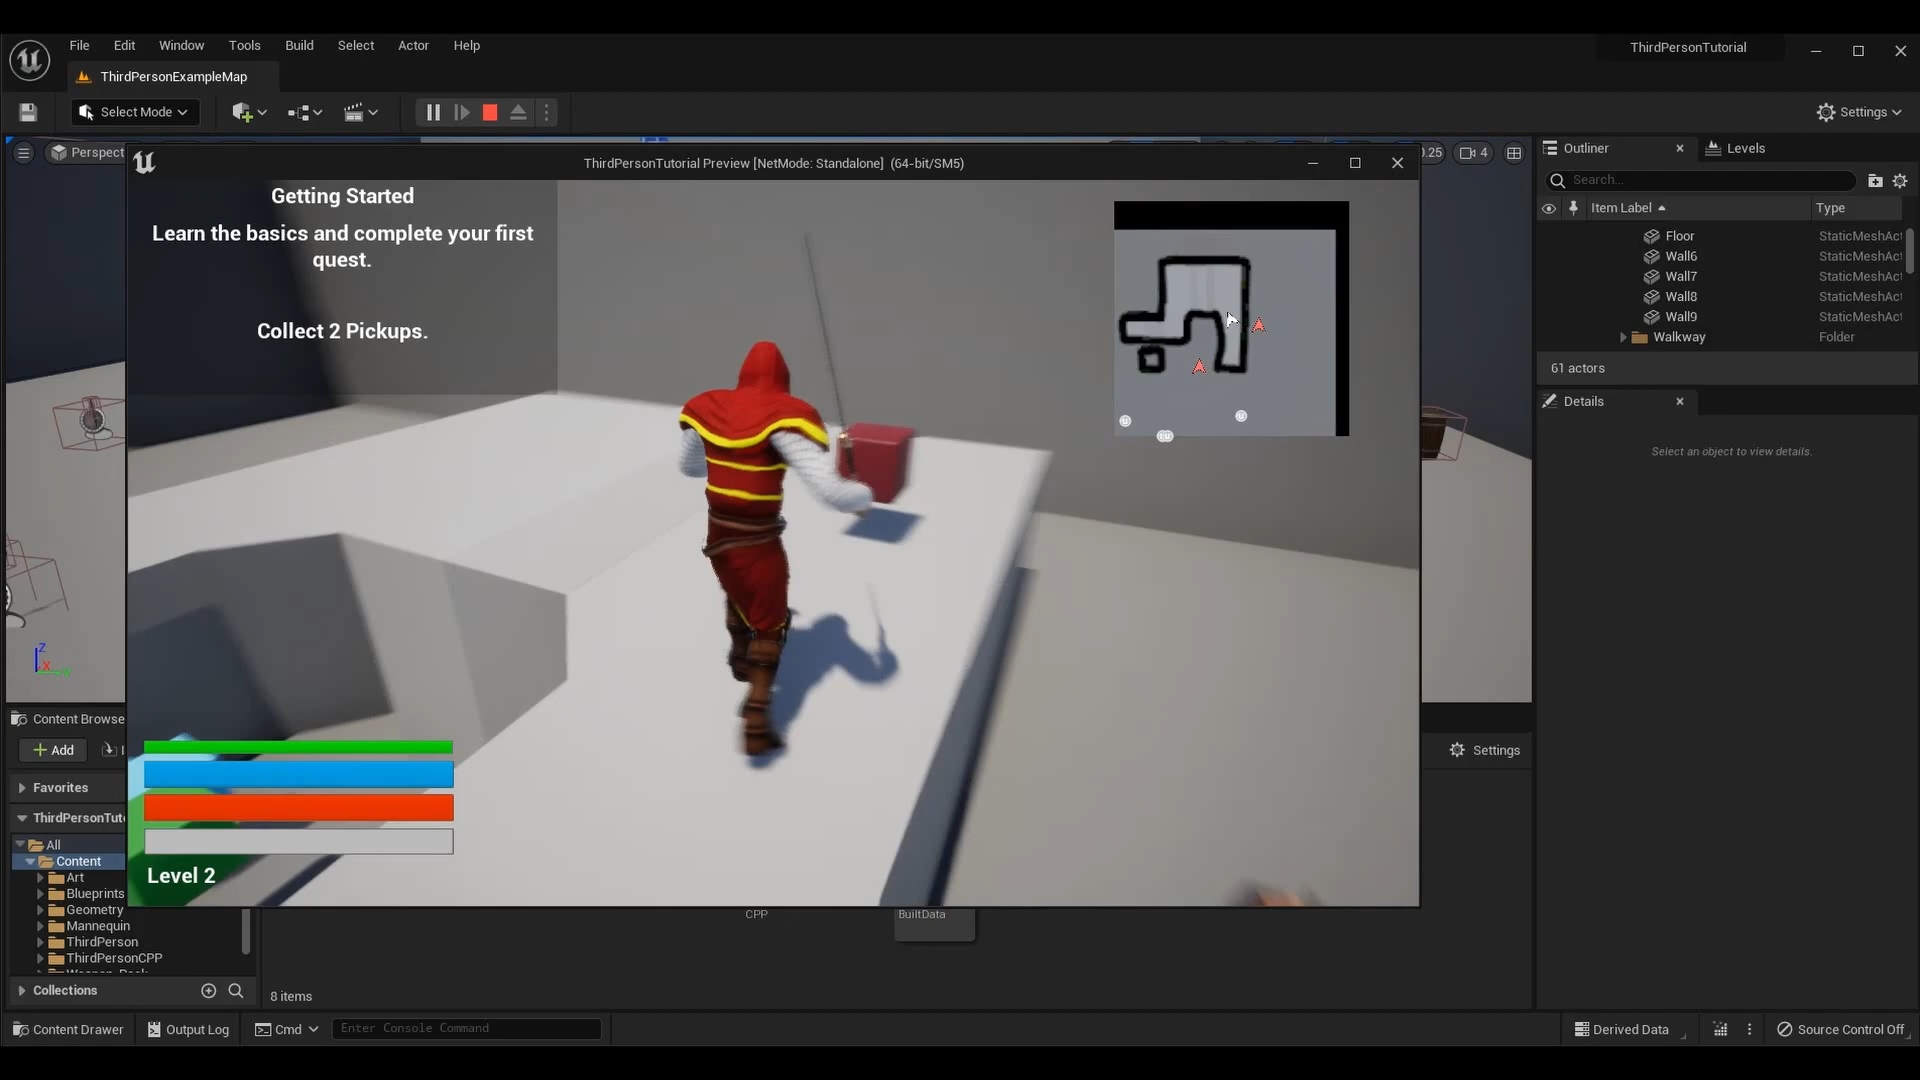 File Edit Window Tools Build Select Actor Help
ThirdPersonTutorial
ThirdPersonExampleMap
Select Mode
Settings
Perspect
ThirdPersonTutorial Preview [NetMode: Standalone] (64-bit/SM5)
0.25
4
Outliner
Levels
Search...
Item Label
Type
Floor StaticMeshAct
Wall6 StaticMeshAct
Wall7 StaticMeshAct
Wall8 StaticMeshAct
Wall9 StaticMeshAct
Walkway Folder
61 actors
Details
Select an object to view details.
Getting Started
Learn the basics and complete your first
quest.
Collect 2 Pickups.
Level 2
Z
X
Content Browse
Add
Settings
Favorites
ThirdPersonTut
All
Content
Art
Blueprints
Geometry
Mannequin
ThirdPerson
ThirdPersonCPP
Collections
CPP
BuiltData
8 items
Content Drawer
Output Log
Cmd
Enter Console Command
Derived Data
Source Control Off